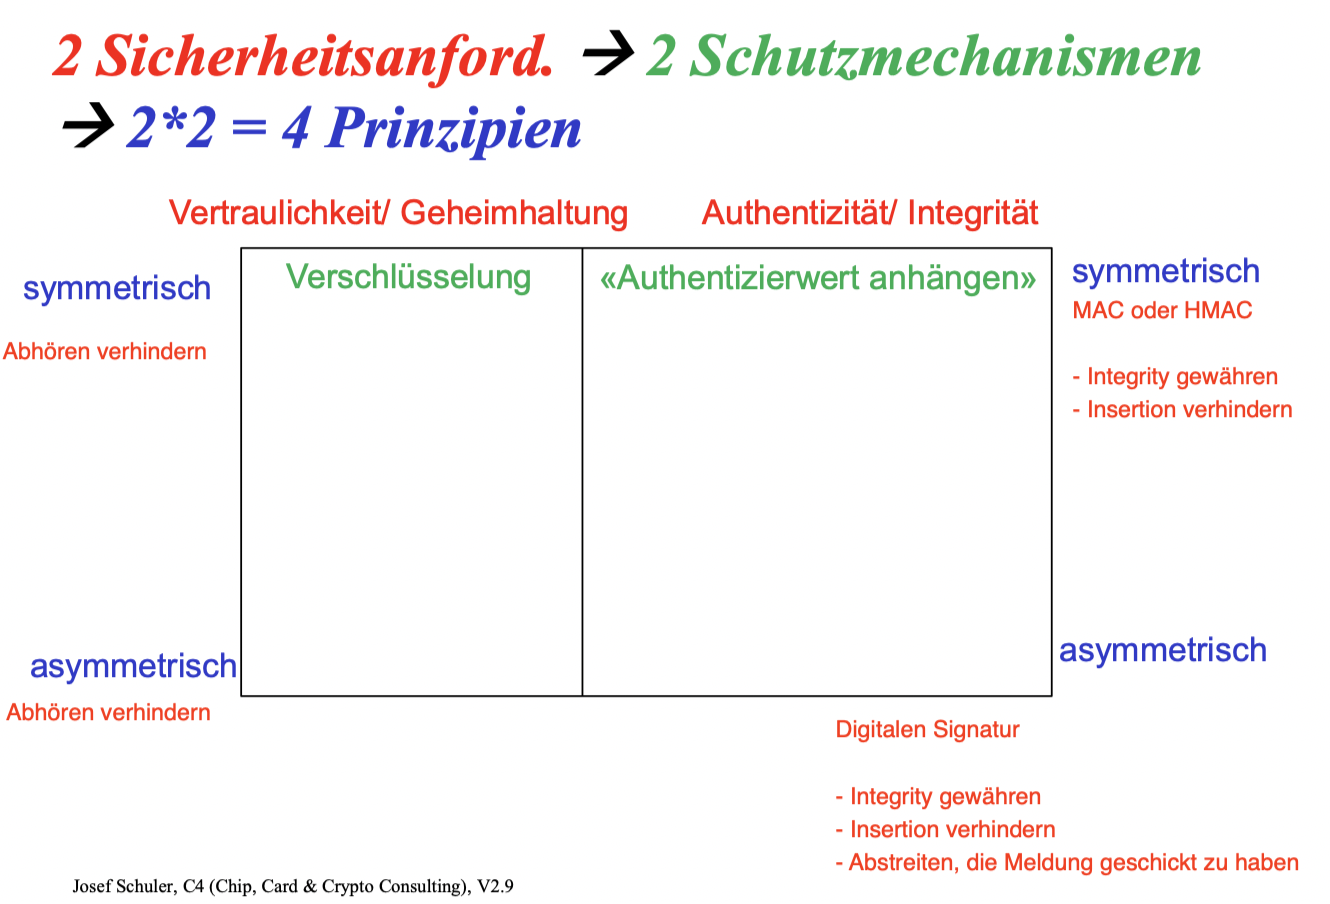 2 Sicherheitsanford. → 2 Schutzmechanismen
→ 2*2 = 4 Prinzipien
Vertraulichkeit/ Geheimhaltung
Authentizität/ Integrität
symmetrisch
Abhören verhindern
Verschlüsselung
«Authentizierwert anhängen»
symmetrisch
MAC oder HMAC
- Integrity gewähren
- Insertion verhindern
asymmetrisch
Abhören verhindern
asymmetrisch
Digitalen Signatur
- Integrity gewähren
- Insertion verhindern
- Abstreiten, die Meldung geschickt zu haben
Josef Schuler, C4 (Chip, Card & Crypto Consulting), V2.9